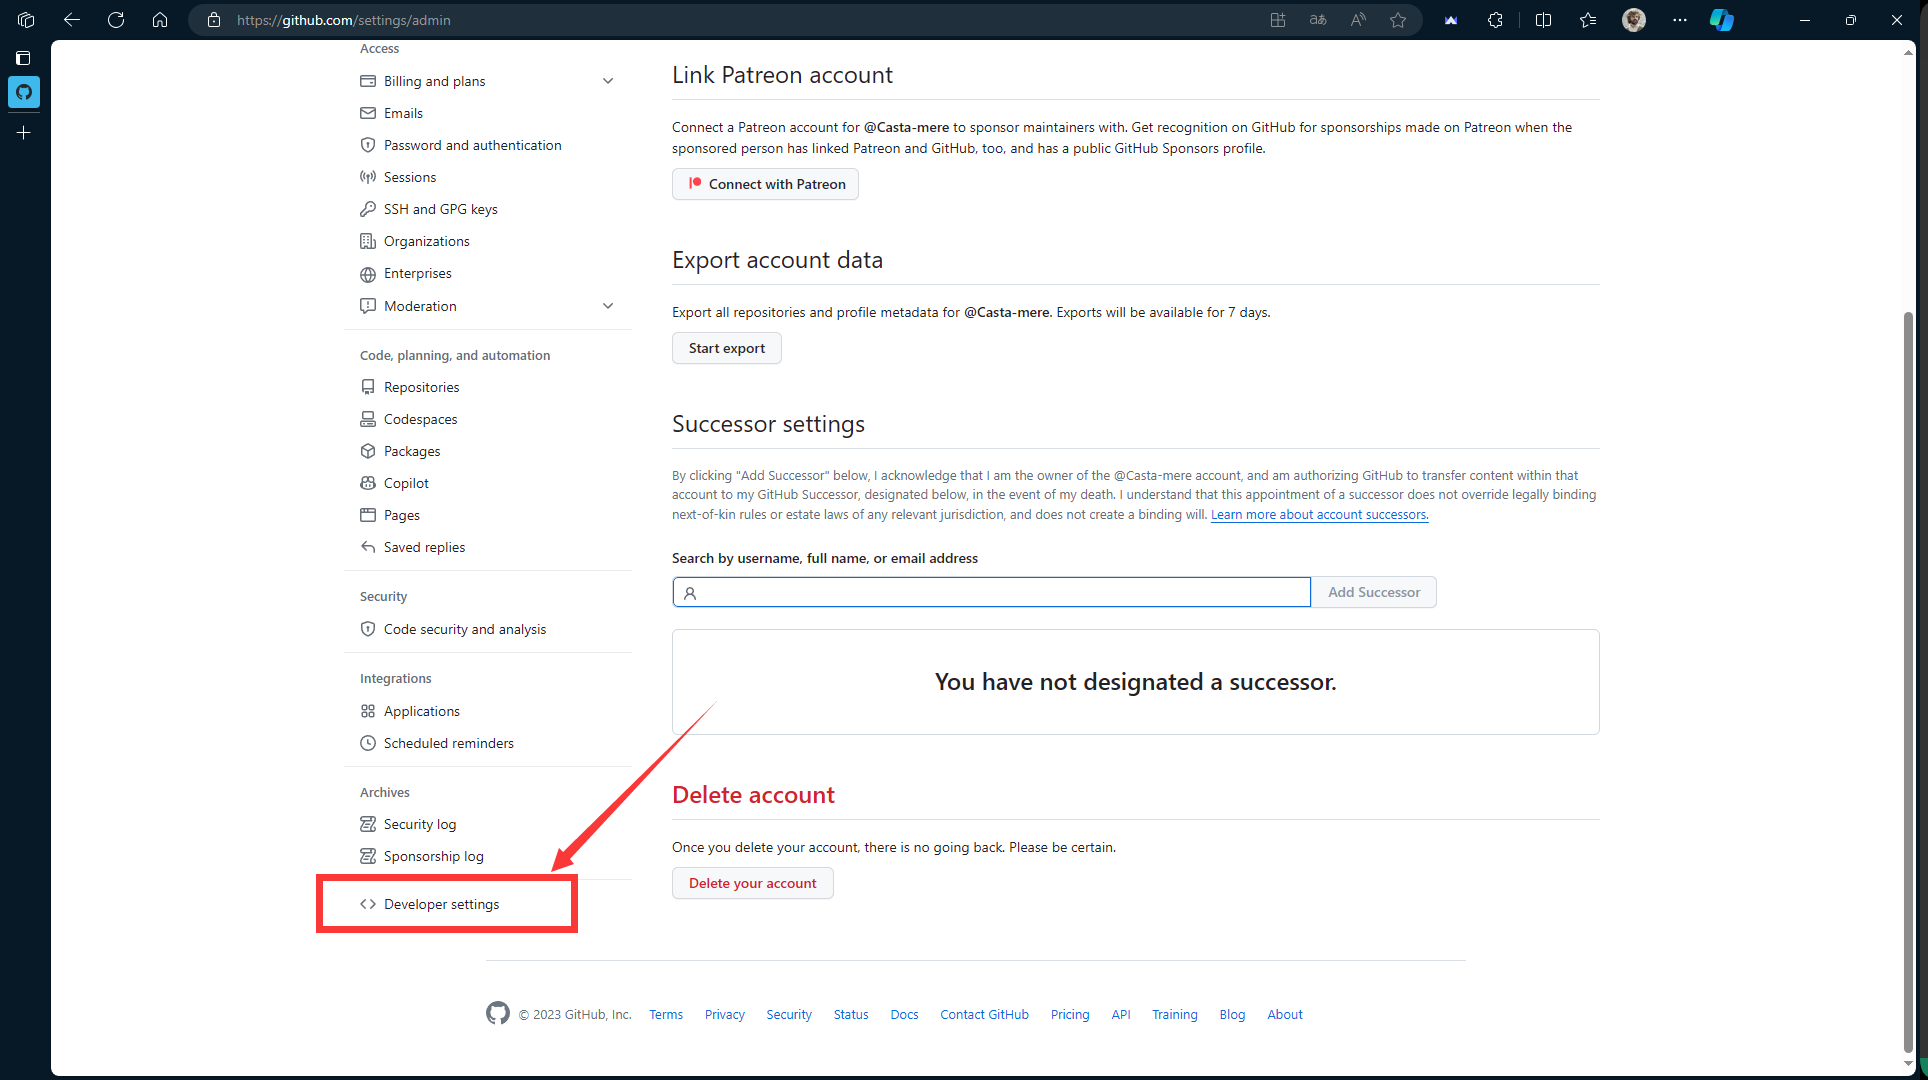 https://github.com/settings/admin
Access
Billing and plans
Emails
Password and authentication
Sessions
SSH and GPG keys
Organizations
Enterprises
Moderation
Code, planning, and automation
Repositories
Codespaces
Packages
Copilot
Pages
Saved replies
Security
Code security and analysis
Integrations
Applications
Scheduled reminders
Archives
Security log
Sponsorship log
Developer settings
Link Patreon account
Connect a Patreon account for @Casta-mere to sponsor maintainers with. Get recognition on GitHub for sponsorships made on Patreon when the
sponsored person has linked Patreon and GitHub, too, and has a public GitHub Sponsors profile.
Connect with Patreon
Export account data
Export all repositories and profile metadata for @Casta-mere. Exports will be available for 7 days.
Start export
Successor settings
By clicking "Add Successor" below, I acknowledge that I am the owner of the @Casta-mere account, and am authorizing GitHub to transfer content within that
account to my GitHub Successor, designated below, in the event of my death. I understand that this appointment of a successor does not override legally binding
next-of-kin rules or estate laws of any relevant jurisdiction, and does not create a binding will. Learn more about account successors.
Search by username, full name, or email address
Add Successor
You have not designated a successor.
Delete account
Once you delete your account, there is no going back. Please be certain.
Delete your account
© 2023 GitHub, Inc. Terms Privacy Security Status Docs Contact GitHub Pricing API Training Blog About